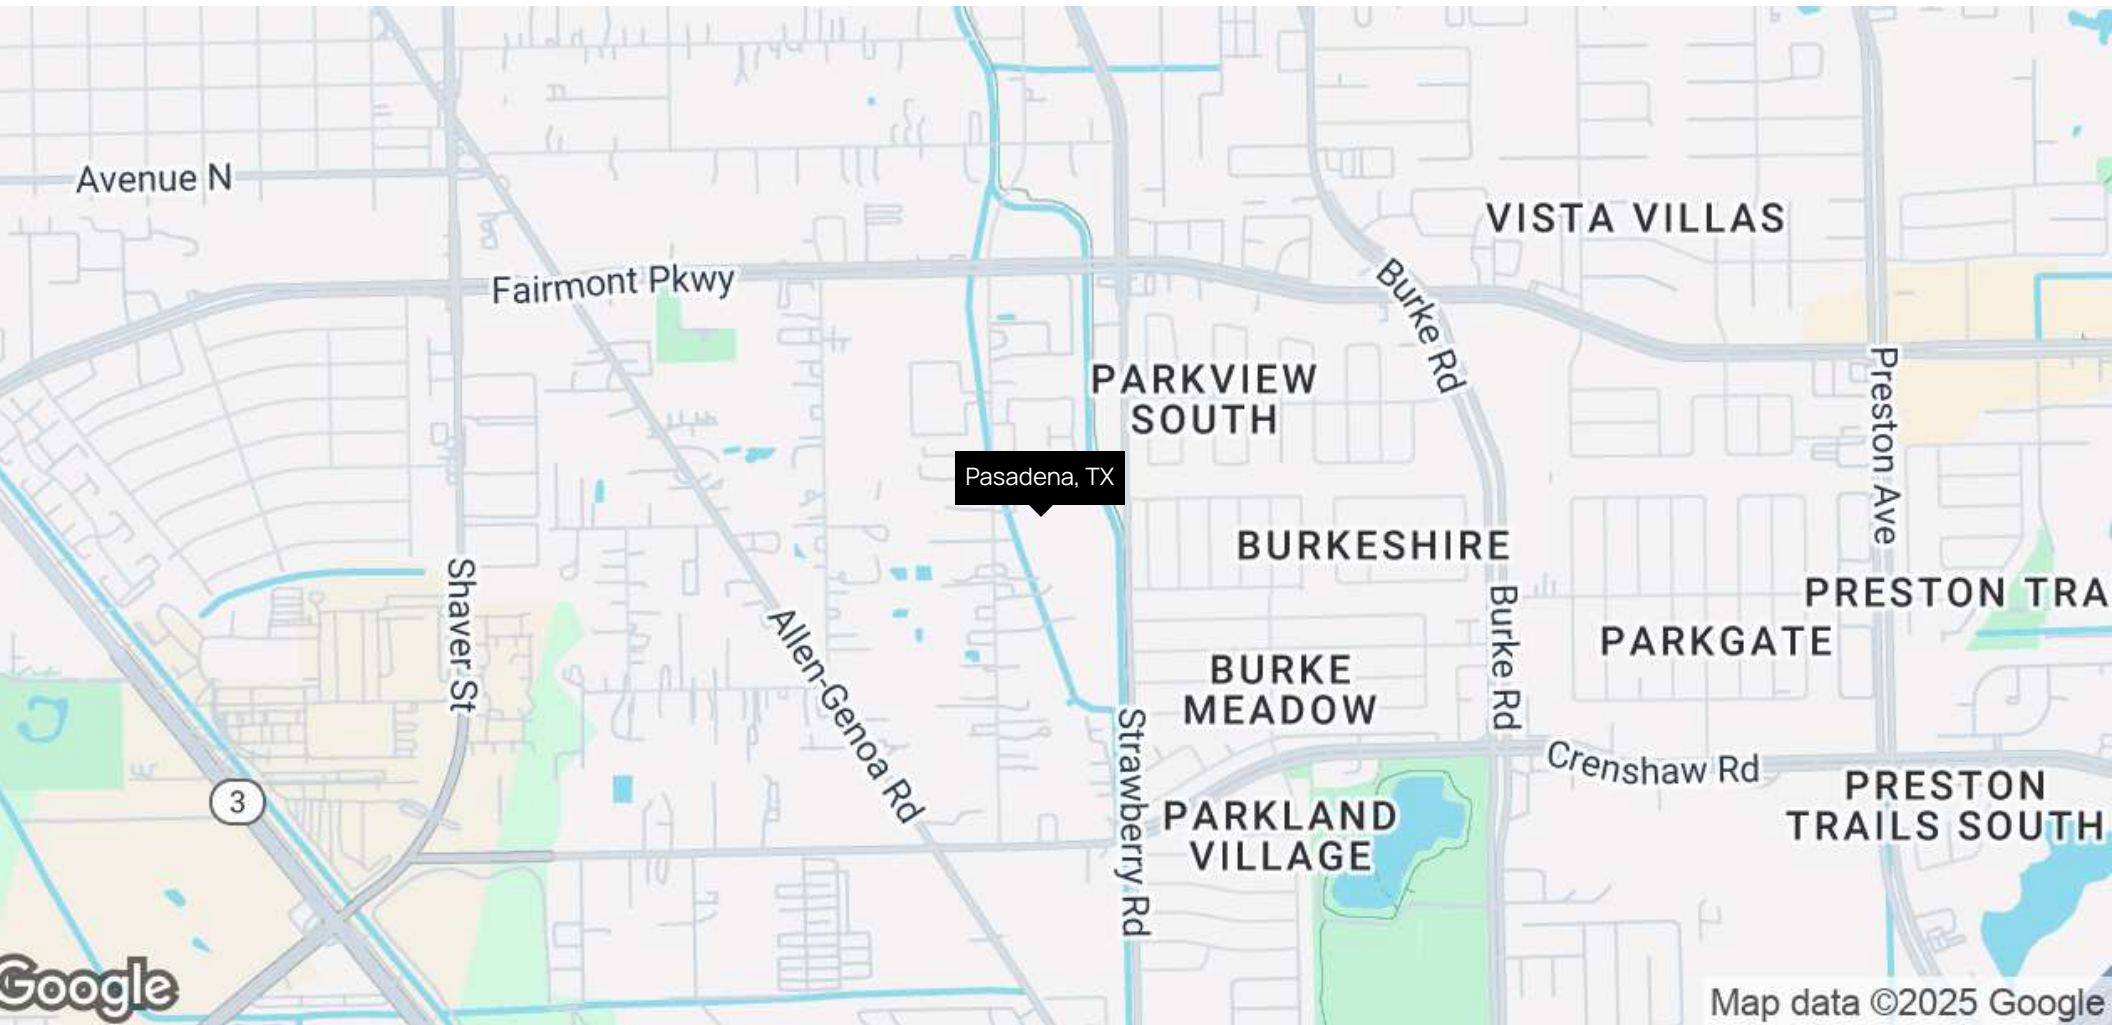 Avenue N
VISTA VILLAS
Fairmont Pkwy
Burke Rd
PARKVIEW
SOUTH
Preston Ave
Pasadena, TX
BURKESHIRE
Shaver St
PRESTON TRA
Burke Rd
PARKGATE
Allen-Genoa Rd
BURKE
MEADOW
Strawberry Rd
Crenshaw Rd
3
PRESTON
TRAILS SOUTH
PARKLAND
VILLAGE
Google
Map data ©2025 Google